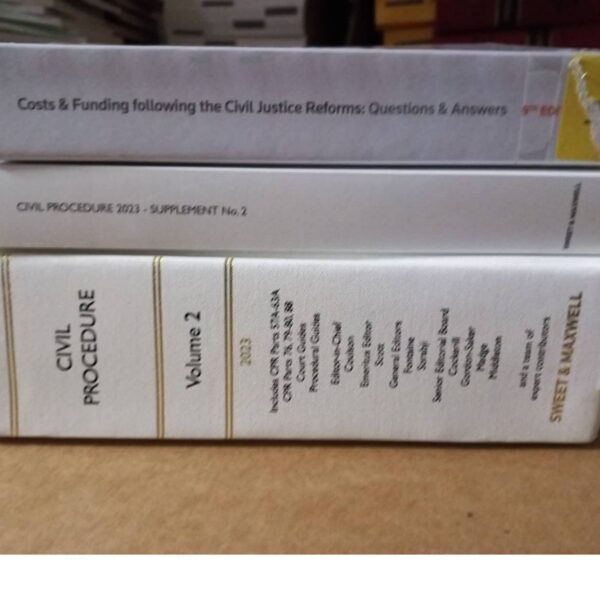 Costs & Funding following the Civil Justice Reforms: Questions & Answers 9TH EDI
CIVIL PROCEDURE 2023 - SUPPLEMENT No. 2
SWEET & MAXWELL
CIVIL
PROCEDURE
Volume 2
2023
Includes CPR Parts 57A-63A
CPR Parts 76, 79-80, 88
Court Guides
Procedural Guides
Editor-in-Chief
Coulson
Emeritus Editor
Scott
General Editors
Fontaine
Sorabji
Senior Editorial Board
Cockerill
Gordon-Saker
Hodge
Middleton
and a team of
expert contributors
SWEET & MAXWELL